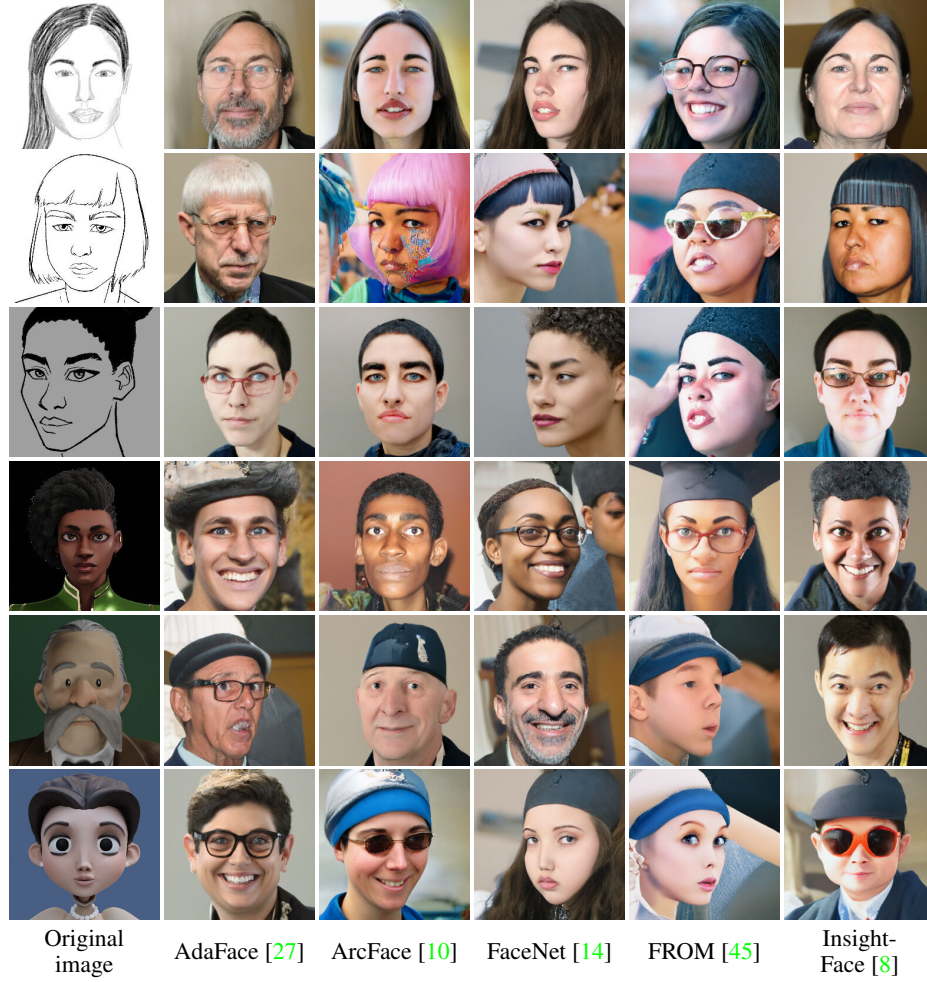 Original
image
AdaFace [27]
ArcFace [10]
FaceNet [14]
FROM [45]
Insight-
Face [8]